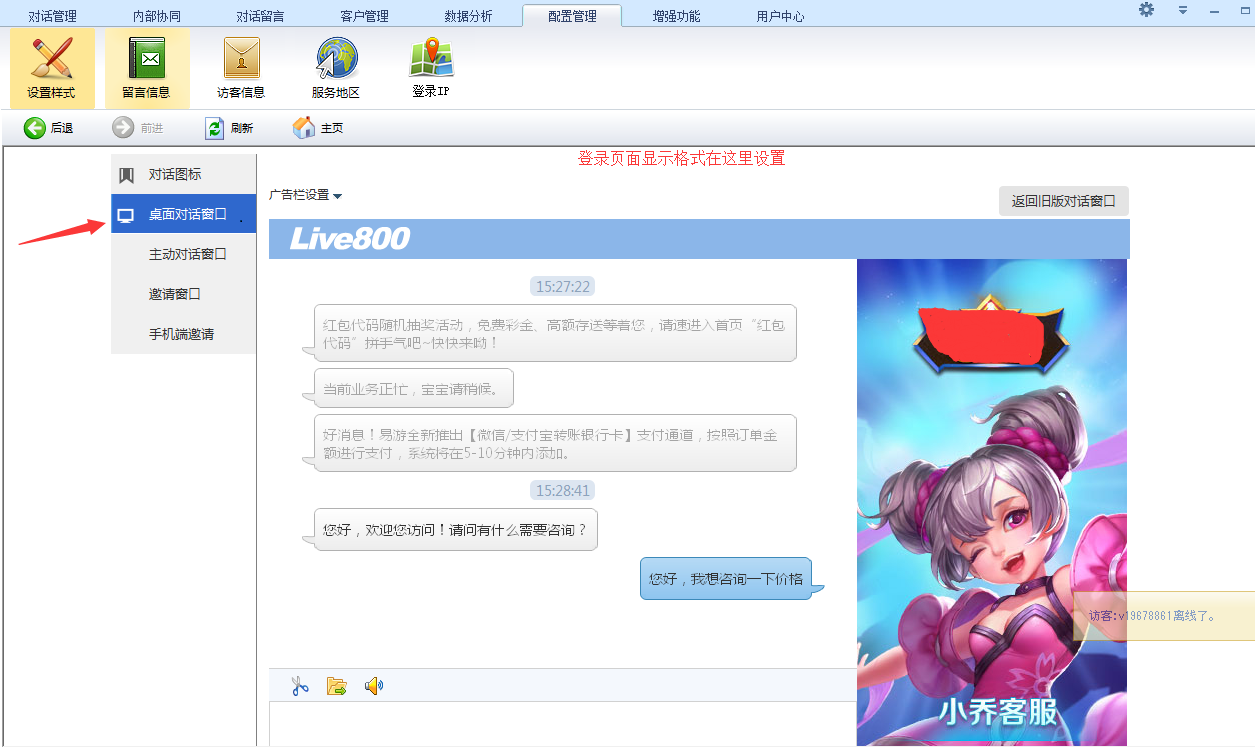 对话管理
内部协同
对话留言
客户管理
数据分析
配置管理
增强功能
用户中心
设置样式
留言信息
访客信息
服务地区
登录IP
后退
前进
刷新
主页
登录页面显示格式在这里设置
对话图标
桌面对话窗口
主动对话窗口
邀请窗口
手机端邀请
广告栏设置
返回旧版对话窗口
Live800
15:27:22
红包代码随机抽奖活动，免费彩金、高额存送等着您，请速进入首页“红包
代码”拼手气吧~快快来呦！
当前业务正忙，宝宝请稍候。
好消息！易游全新推出【微信/支付宝转账银行卡】支付通道，按照订单金
额进行支付，系统将在5-10分钟内添加。
15:28:41
您好，欢迎您访问！请问有什么需要咨询？
您好，我想咨询一下价格
访客:v19678861离线了。
小乔客服